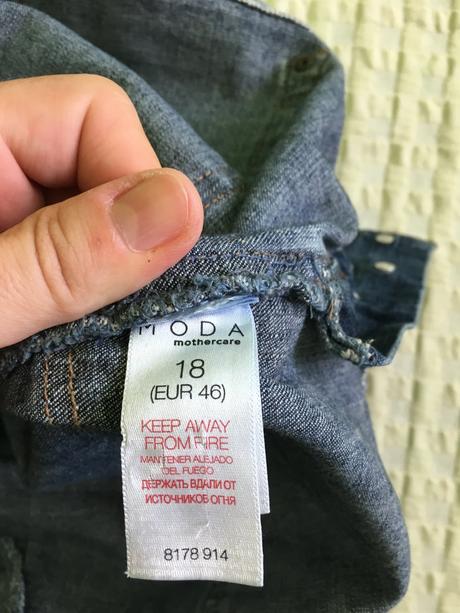 MODA
mothercare
18
(EUR 46)
KEEP AWAY
FROM FIRE
MANTENER ALEJADO
DEL FUEGO
ДЕРЖАТЬ ВДАЛИ ОТ
ИСТОЧНИКОВ ОГНЯ
8178 914